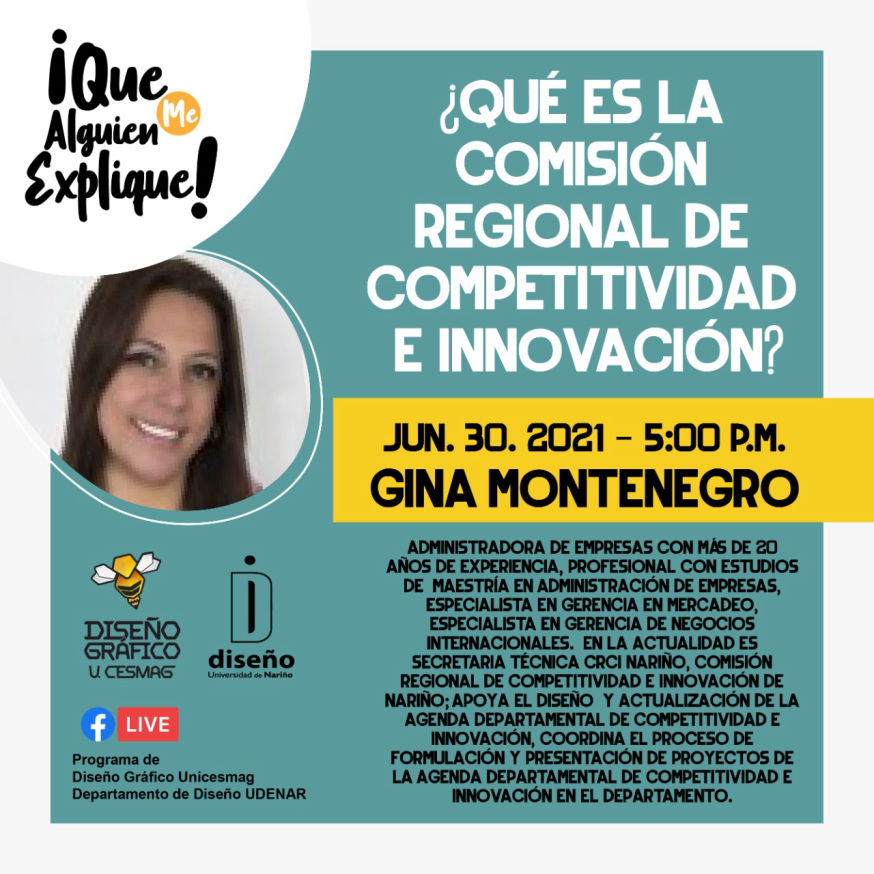 ¡Que
Me
Alguien
Explique!
¿QUÉ ES LA
COMISIÓN
REGIONAL DE
COMPETITIVIDAD
E INNOVACIÓN?
JUN. 30. 2021 - 5:00 P.M.
GINA MONTENEGRO
ADMINISTRADORA DE EMPRESAS CON MÁS DE 20
AÑOS DE EXPERIENCIA, PROFESIONAL CON ESTUDIOS
DE MAESTRÍA EN ADMINISTRACIÓN DE EMPRESAS,
ESPECIALISTA EN GERENCIA EN MERCADEO,
ESPECIALISTA EN GERENCIA DE NEGOCIOS
INTERNACIONALES. EN LA ACTUALIDAD ES
SECRETARIA TÉCNICA CRCI NARIÑO, COMISIÓN
REGIONAL DE COMPETITIVIDAD E INNOVACIÓN DE
NARIÑO; APOYA EL DISEÑO Y ACTUALIZACIÓN DE LA
AGENDA DEPARTAMENTAL DE COMPETITIVIDAD E
INNOVACIÓN, COORDINA EL PROCESO DE
FORMULACIÓN Y PRESENTACIÓN DE PROYECTOS DE
LA AGENDA DEPARTAMENTAL DE COMPETITIVIDAD E
INNOVACIÓN EN EL DEPARTAMENTO.
DISEÑO
GRÁFICO
U. CESMAG
diseño
Universidad de Nariño
f LIVE
Programa de
Diseño Gráfico Unicesmag
Departamento de Diseño UDENAR